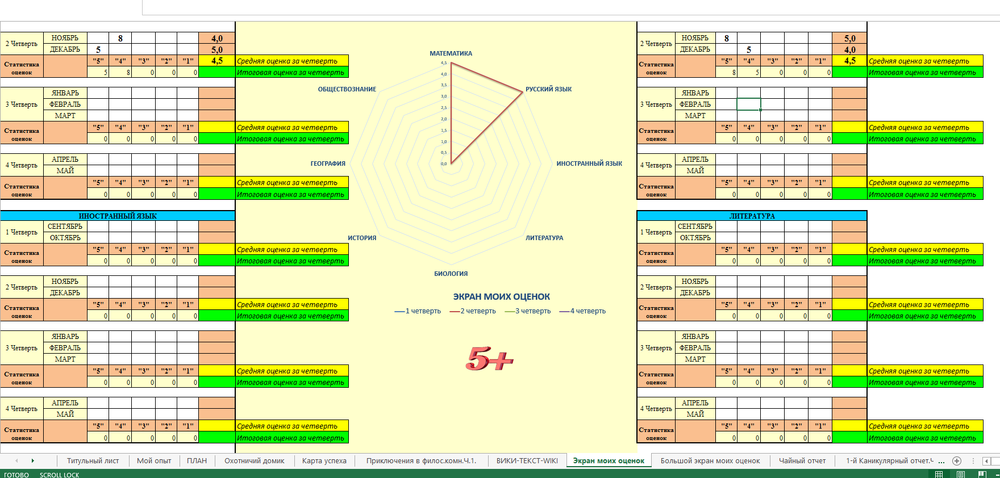 2 Четверть НОЯБРЬ 8 4,0
ДЕКАБРЬ 5 5,0
Статистика оценок "5" "4" "3" "2" "1" 4,5 Средняя оценка за четверть
5 8 0 0 0 Итоговая оценка за четверть
3 Четверть ЯНВАРЬ
ФЕВРАЛЬ
МАРТ
Статистика оценок "5" "4" "3" "2" "1" Средняя оценка за четверть
0 0 0 0 0 Итоговая оценка за четверть
4 Четверть АПРЕЛЬ
МАЙ
Статистика оценок "5" "4" "3" "2" "1" Средняя оценка за четверть
0 0 0 0 0 Итоговая оценка за четверть
ИНОСТРАННЫЙ ЯЗЫК
1 Четверть СЕНТЯБРЬ
ОКТЯБРЬ
Статистика оценок "5" "4" "3" "2" "1" Средняя оценка за четверть
0 0 0 0 0 Итоговая оценка за четверть
2 Четверть НОЯБРЬ
ДЕКАБРЬ
Статистика оценок "5" "4" "3" "2" "1" Средняя оценка за четверть
0 0 0 0 0 Итоговая оценка за четверть
3 Четверть ЯНВАРЬ
ФЕВРАЛЬ
МАРТ
Статистика оценок "5" "4" "3" "2" "1" Средняя оценка за четверть
0 0 0 0 0 Итоговая оценка за четверть
4 Четверть АПРЕЛЬ
МАЙ
Статистика оценок "5" "4" "3" "2" "1" Средняя оценка за четверть
0 0 0 0 0 Итоговая оценка за четверть
МАТЕМАТИКА
РУССКИЙ ЯЗЫК
ИНОСТРАННЫЙ ЯЗЫК
ЛИТЕРАТУРА
БИОЛОГИЯ
ИСТОРИЯ
ГЕОГРАФИЯ
ОБЩЕСТВОЗНАНИЕ
4,5
4,0
3,5
3,0
2,5
2,0
1,5
1,0
0,5
0,0
ЭКРАН МОИХ ОЦЕНОК
1 четверть 2 четверть 3 четверть 4 четверть
5+
2 Четверть НОЯБРЬ 8 5,0
ДЕКАБРЬ 5 4,0
Статистика оценок "5" "4" "3" "2" "1" 4,5 Средняя оценка за четверть
8 5 0 0 0 Итоговая оценка за четверть
3 Четверть ЯНВАРЬ
ФЕВРАЛЬ
МАРТ
Статистика оценок "5" "4" "3" "2" "1" Средняя оценка за четверть
0 0 0 0 0 Итоговая оценка за четверть
4 Четверть АПРЕЛЬ
МАЙ
Статистика оценок "5" "4" "3" "2" "1" Средняя оценка за четверть
0 0 0 0 0 Итоговая оценка за четверть
ЛИТЕРАТУРА
1 Четверть СЕНТЯБРЬ
ОКТЯБРЬ
Статистика оценок "5" "4" "3" "2" "1" Средняя оценка за четверть
0 0 0 0 0 Итоговая оценка за четверть
2 Четверть НОЯБРЬ
ДЕКАБРЬ
Статистика оценок "5" "4" "3" "2" "1" Средняя оценка за четверть
0 0 0 0 0 Итоговая оценка за четверть
3 Четверть ЯНВАРЬ
ФЕВРАЛЬ
МАРТ
Статистика оценок "5" "4" "3" "2" "1" Средняя оценка за четверть
0 0 0 0 0 Итоговая оценка за четверть
4 Четверть АПРЕЛЬ
МАЙ
Статистика оценок "5" "4" "3" "2" "1" Средняя оценка за четверть
0 0 0 0 0 Итоговая оценка за четверть
Титульный лист Мой опыт ПЛАН Охотничий домик Карта успеха Приключения в филос.комн.Ч.1. ВИКИ-ТЕКСТ-WIKI Экран моих оценок Большой экран моих оценок Чайный отчет 1-й Каникулярный отчет.Ч ...
ГОТОВО SCROLL LOCK